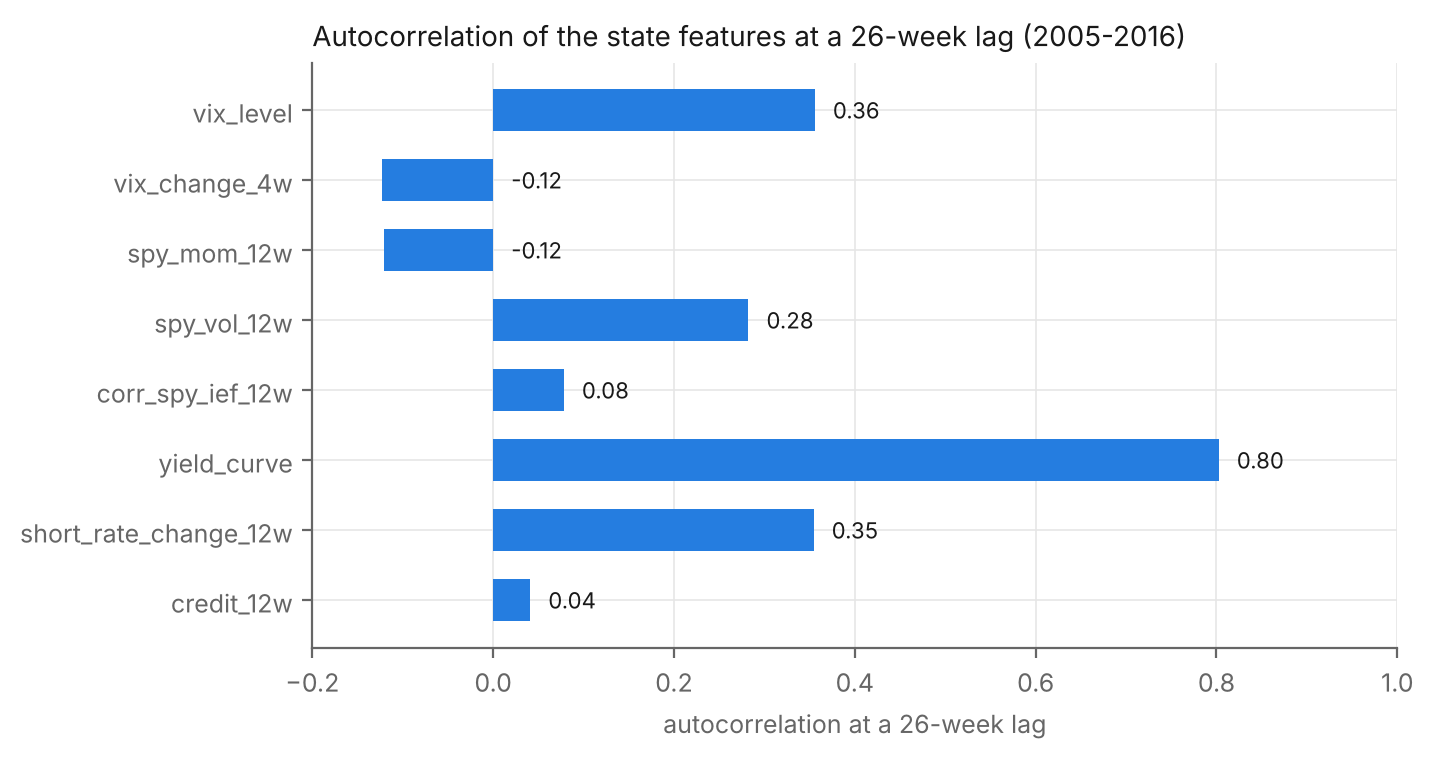 Autocorrelation of the state features at a 26-week lag (2005-2016)
vix_level 0.36
vix_change_4w -0.12
spy_mom_12w -0.12
spy_vol_12w 0.28
corr_spy_ief_12w 0.08
yield_curve 0.80
short_rate_change_12w 0.35
credit_12w 0.04
−0.2 0.0 0.2 0.4 0.6 0.8 1.0
autocorrelation at a 26-week lag